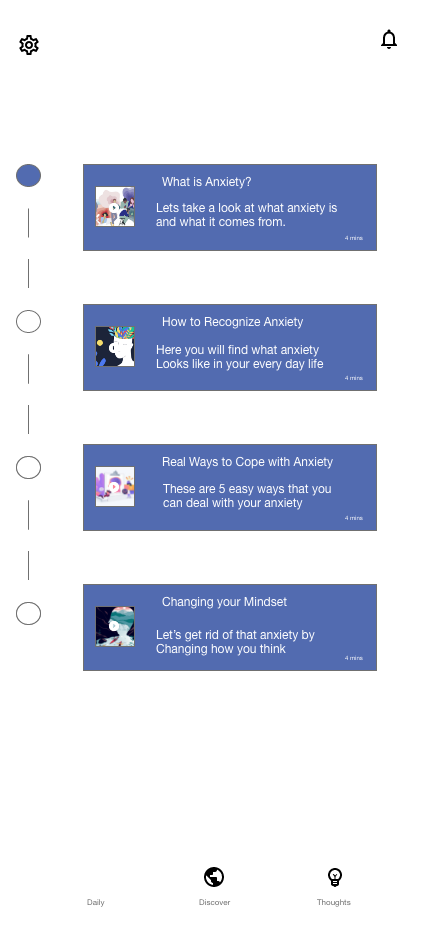 What is Anxiety?
Lets take a look at what anxiety is
and what it comes from.
4 mins
How to Recognize Anxiety
Here you will find what anxiety
Looks like in your every day life
4 mins
Real Ways to Cope with Anxiety
These are 5 easy ways that you
can deal with your anxiety
4 mins
Changing your Mindset
Let’s get rid of that anxiety by
Changing how you think
4 mins
Daily
Discover
Thoughts